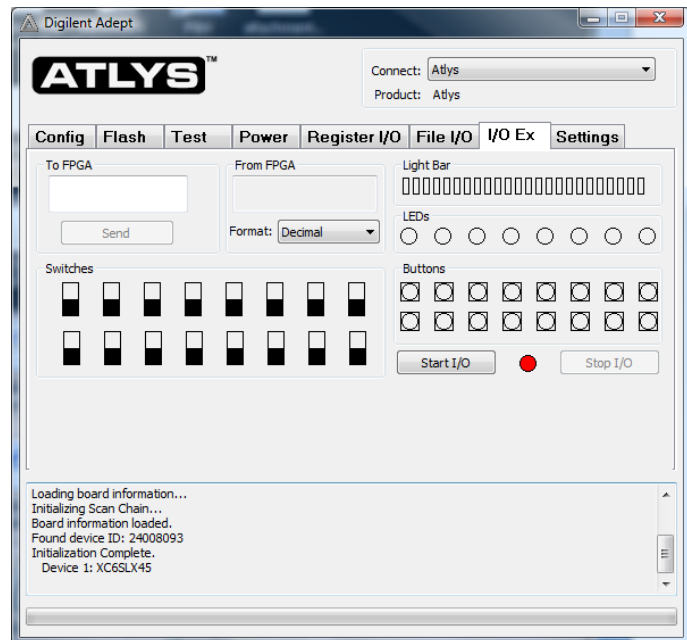 Digilent Adept
ATLYS™
Connect: Atlys
Product: Atlys
Config Flash Test Power Register I/O File I/O I/O Ex Settings
To FPGA From FPGA Light Bar
LEDs
Send Format: Decimal
Switches Buttons
Start I/O Stop I/O
Loading board information...
Initializing Scan Chain...
Board information loaded.
Found device ID: 24008093
Initialization Complete.
Device 1: XC6SLX45